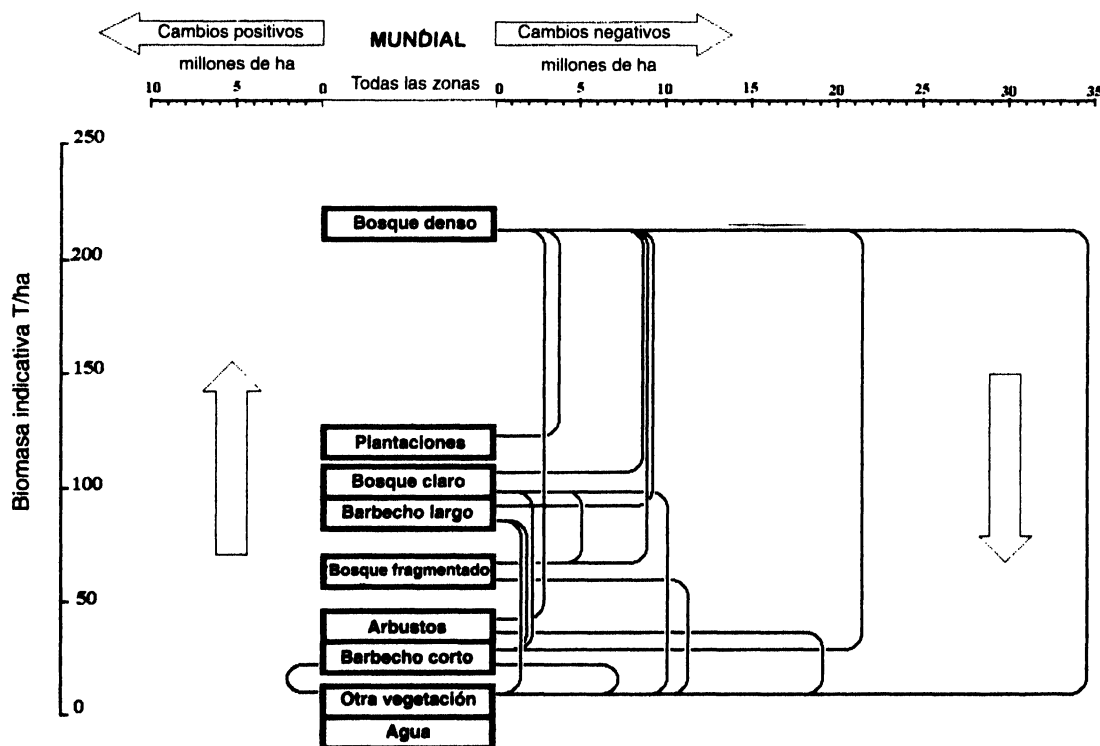 Cambios positivos
MUNDIAL
Cambios negativos
millones de ha
Todas las zonas
millones de ha
10 5 0 0 5 10 15 20 25 30 35
Biomasa indicativa T/ha
250
200
150
100
50
0
Bosque denso
Plantaciones
Bosque claro
Barbecho largo
Bosque fragmentado
Arbustos
Barbecho corto
Otra vegetación
Agua